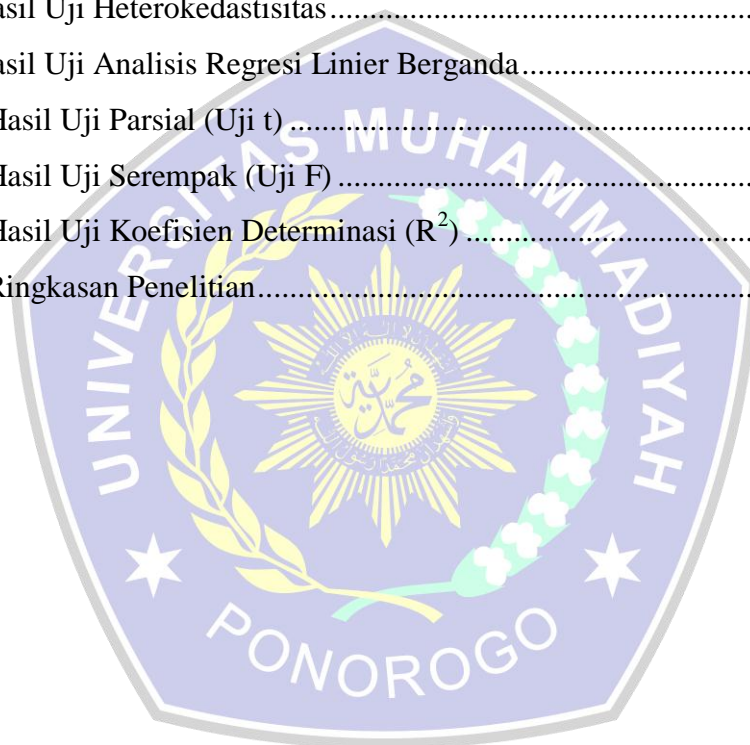 asil Uji Heterokedastisitas
asil Uji Analisis Regresi Linier Berganda
Hasil Uji Parsial (Uji t)
Hasil Uji Serempak (Uji F)
Hasil Uji Koefisien Determinasi (R²)
Ringkasan Penelitian
UNIVERSITAS MUHAMMADIYAH
PONOROGO
محمدية